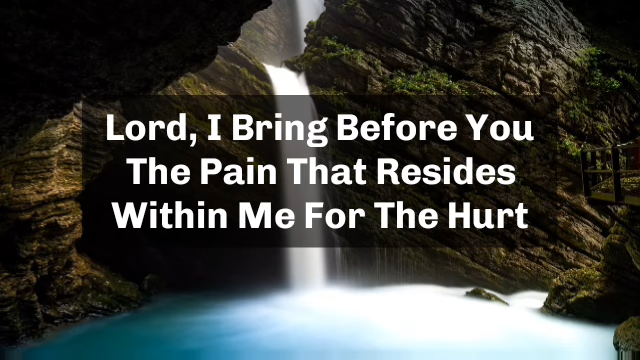 Lord, I Bring Before You
The Pain That Resides
Within Me For The Hurt